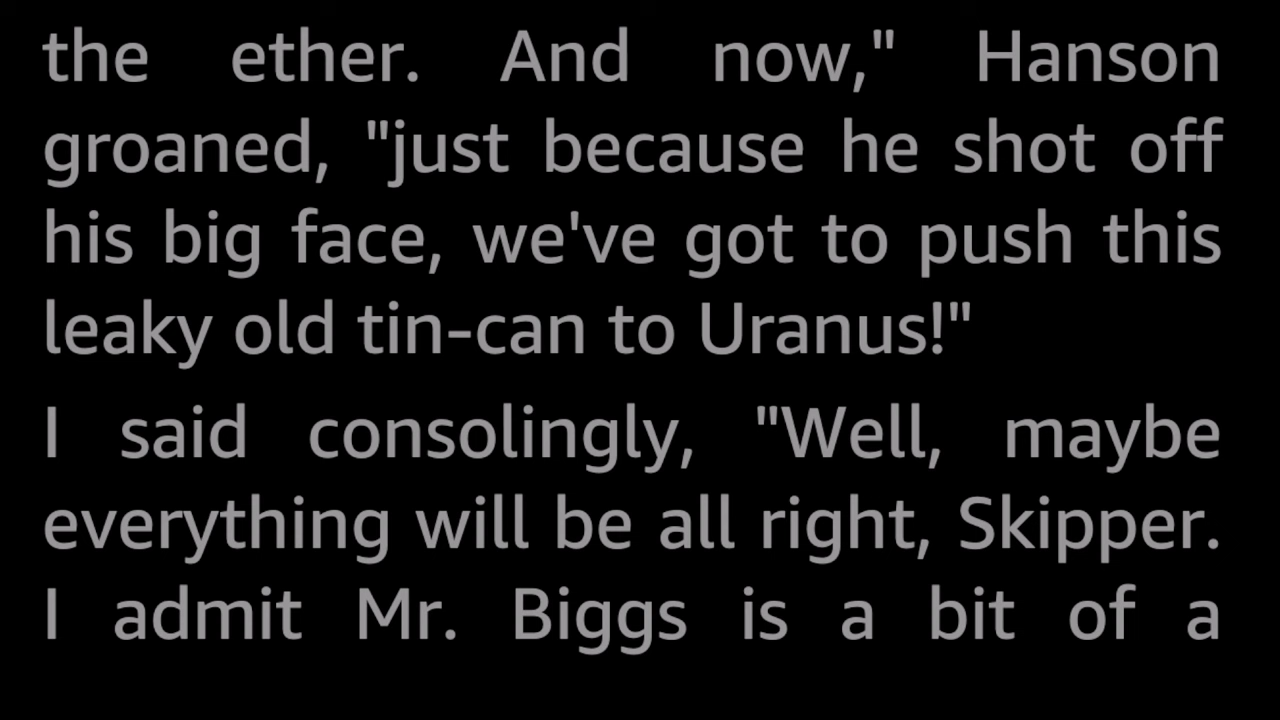 the ether. And now," Hanson
groaned, "just because he shot off
his big face, we've got to push this
leaky old tin-can to Uranus!"
I said consolingly, "Well, maybe
everything will be all right, Skipper.
I admit Mr. Biggs is a bit of a